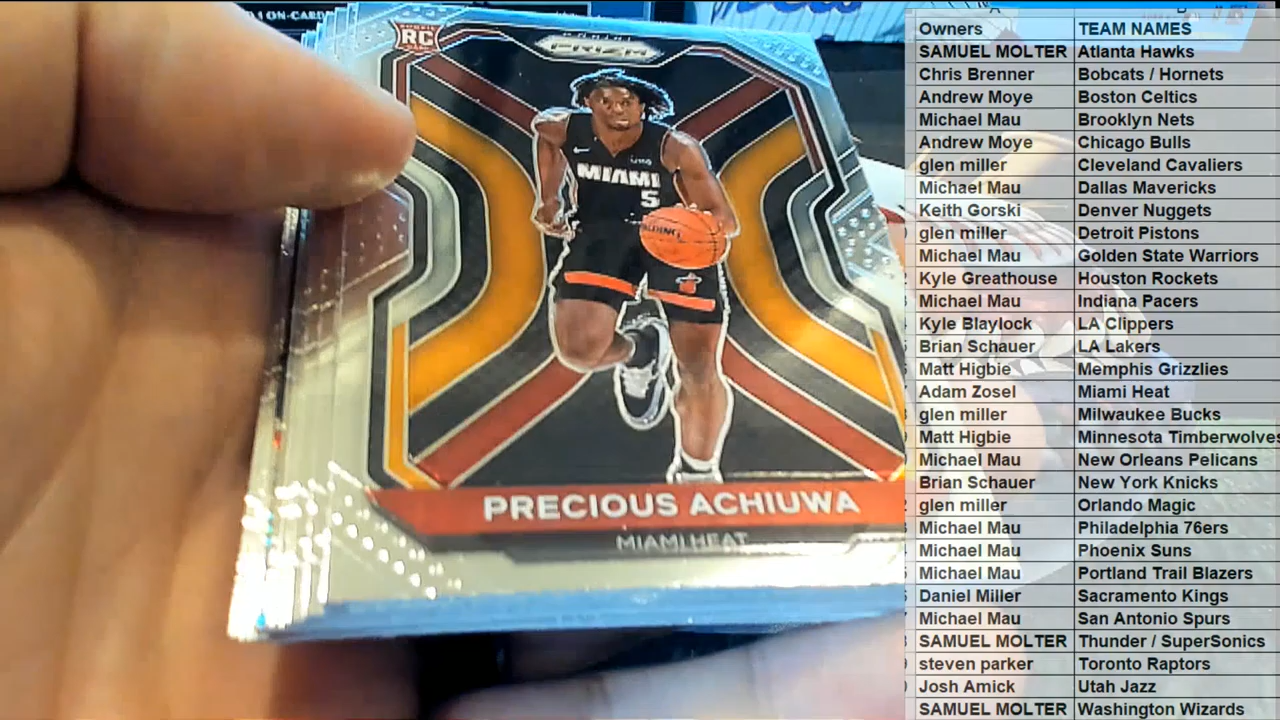 1 ON-CARD
RC
PANINI
PRIZM
MIAMI
5
SPALDING
PRECIOUS ACHIUWA
MIAMI HEAT
Owners TEAM NAMES
SAMUEL MOLTER Atlanta Hawks
Chris Brenner Bobcats / Hornets
Andrew Moye Boston Celtics
Michael Mau Brooklyn Nets
Andrew Moye Chicago Bulls
glen miller Cleveland Cavaliers
Michael Mau Dallas Mavericks
Keith Gorski Denver Nuggets
glen miller Detroit Pistons
Michael Mau Golden State Warriors
Kyle Greathouse Houston Rockets
Michael Mau Indiana Pacers
Kyle Blaylock LA Clippers
Brian Schauer LA Lakers
Matt Higbie Memphis Grizzlies
Adam Zosel Miami Heat
glen miller Milwaukee Bucks
Matt Higbie Minnesota Timberwolves
Michael Mau New Orleans Pelicans
Brian Schauer New York Knicks
glen miller Orlando Magic
Michael Mau Philadelphia 76ers
Michael Mau Phoenix Suns
Michael Mau Portland Trail Blazers
Daniel Miller Sacramento Kings
Michael Mau San Antonio Spurs
SAMUEL MOLTER Thunder / SuperSonics
steven parker Toronto Raptors
Josh Amick Utah Jazz
SAMUEL MOLTER Washington Wizards